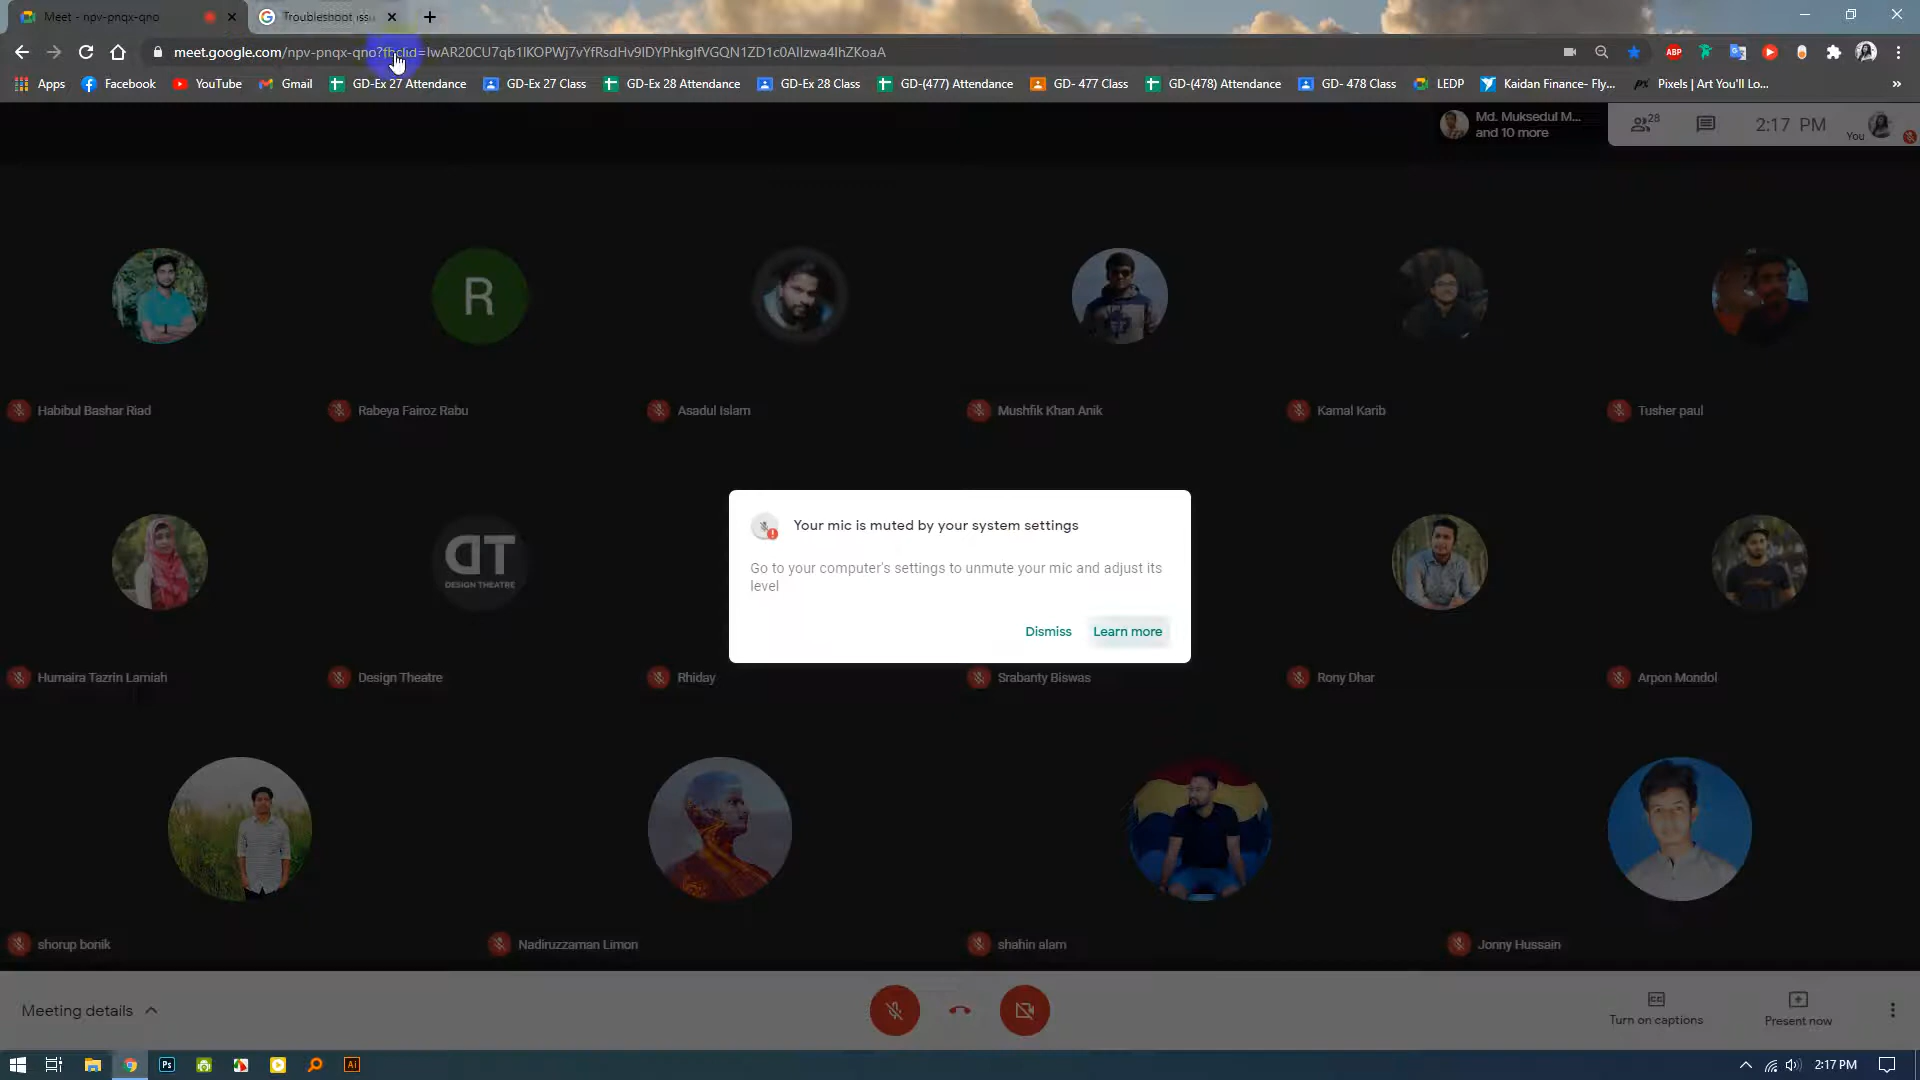 Meet - npv-pnqx-qno
Troubleshoot issu
meet.google.com/npv-pnqx-qno?fbclid=IwAR20CU7qb1lKOPWj7vYfRsdHv9IDYPhkgIfVGQN1ZD1c0AIIzwa4IhZKoaA
Apps
Facebook
YouTube
Gmail
GD-Ex 27 Attendance
GD-Ex 27 Class
GD-Ex 28 Attendance
GD-Ex 28 Class
GD-(477) Attendance
GD- 477 Class
GD-(478) Attendance
GD- 478 Class
LEDP
Kaidan Finance- Fly...
Pixels | Art You'll Lo...
Md. Muksedul M...
and 10 more
28
2:17 PM
You
R
Habibul Bashar Riad
Rabeya Fairoz Rabu
Asadul Islam
Mushfik Khan Anik
Kamal Karib
Tusher paul
Your mic is muted by your system settings
Go to your computer's settings to unmute your mic and adjust its
level
Dismiss
Learn more
DT
DESIGN THEATRE
Humaira Tazrin Lamiah
Design Theatre
Rhiday
Srabanty Biswas
Rony Dhar
Arpon Mondol
shorup bonik
Nadiruzzaman Limon
shahin alam
Jonny Hussain
Meeting details
Turn on captions
Present now
2:17 PM